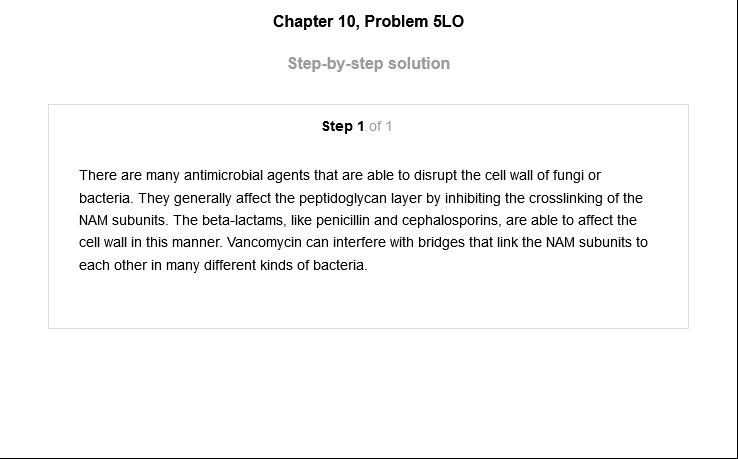 Chapter 10, Problem 5LO
Step-by-step solution
Step 1 of 1
There are many antimicrobial agents that are able to disrupt the cell wall of fungi or
bacteria. They generally affect the peptidoglycan layer by inhibiting the crosslinking of the
NAM subunits. The beta-lactams, like penicillin and cephalosporins, are able to affect the
cell wall in this manner. Vancomycin can interfere with bridges that link the NAM subunits to
each other in many different kinds of bacteria.